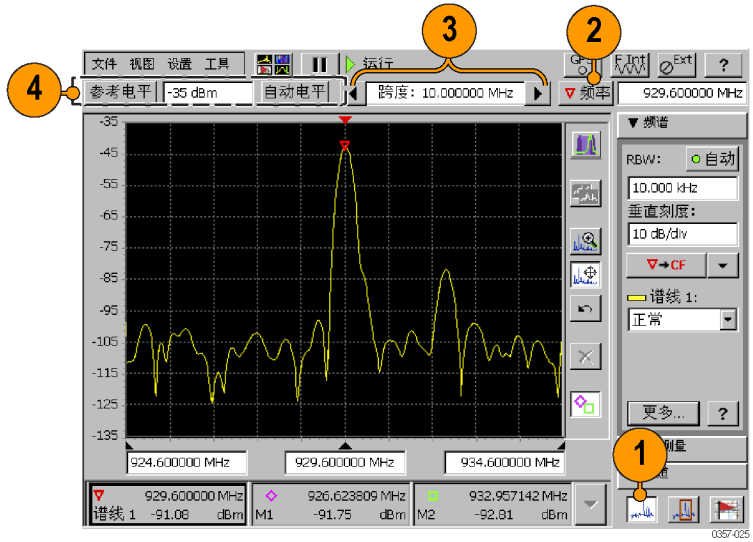 3
2
4
1
文件 视图 设置 工具
运行
F Int
Ext
?
参考电平
-35 dBm
自动电平
跨度: 10.000000 MHz
频率
929.600000 MHz
-35
-45
-55
-65
-75
-85
-95
-105
-115
-125
-135
924.600000 MHz
929.600000 MHz
934.600000 MHz
929.600000 MHz
谱线 1 -91.08 dBm
926.623809 MHz
M1 -91.75 dBm
932.957142 MHz
M2 -92.81 dBm
▼ 频谱
RBW: 自动
10.000 kHz
垂直刻度:
10 dB/div
→CF
谱线 1:
正常
更多...
?
测量
0357-025